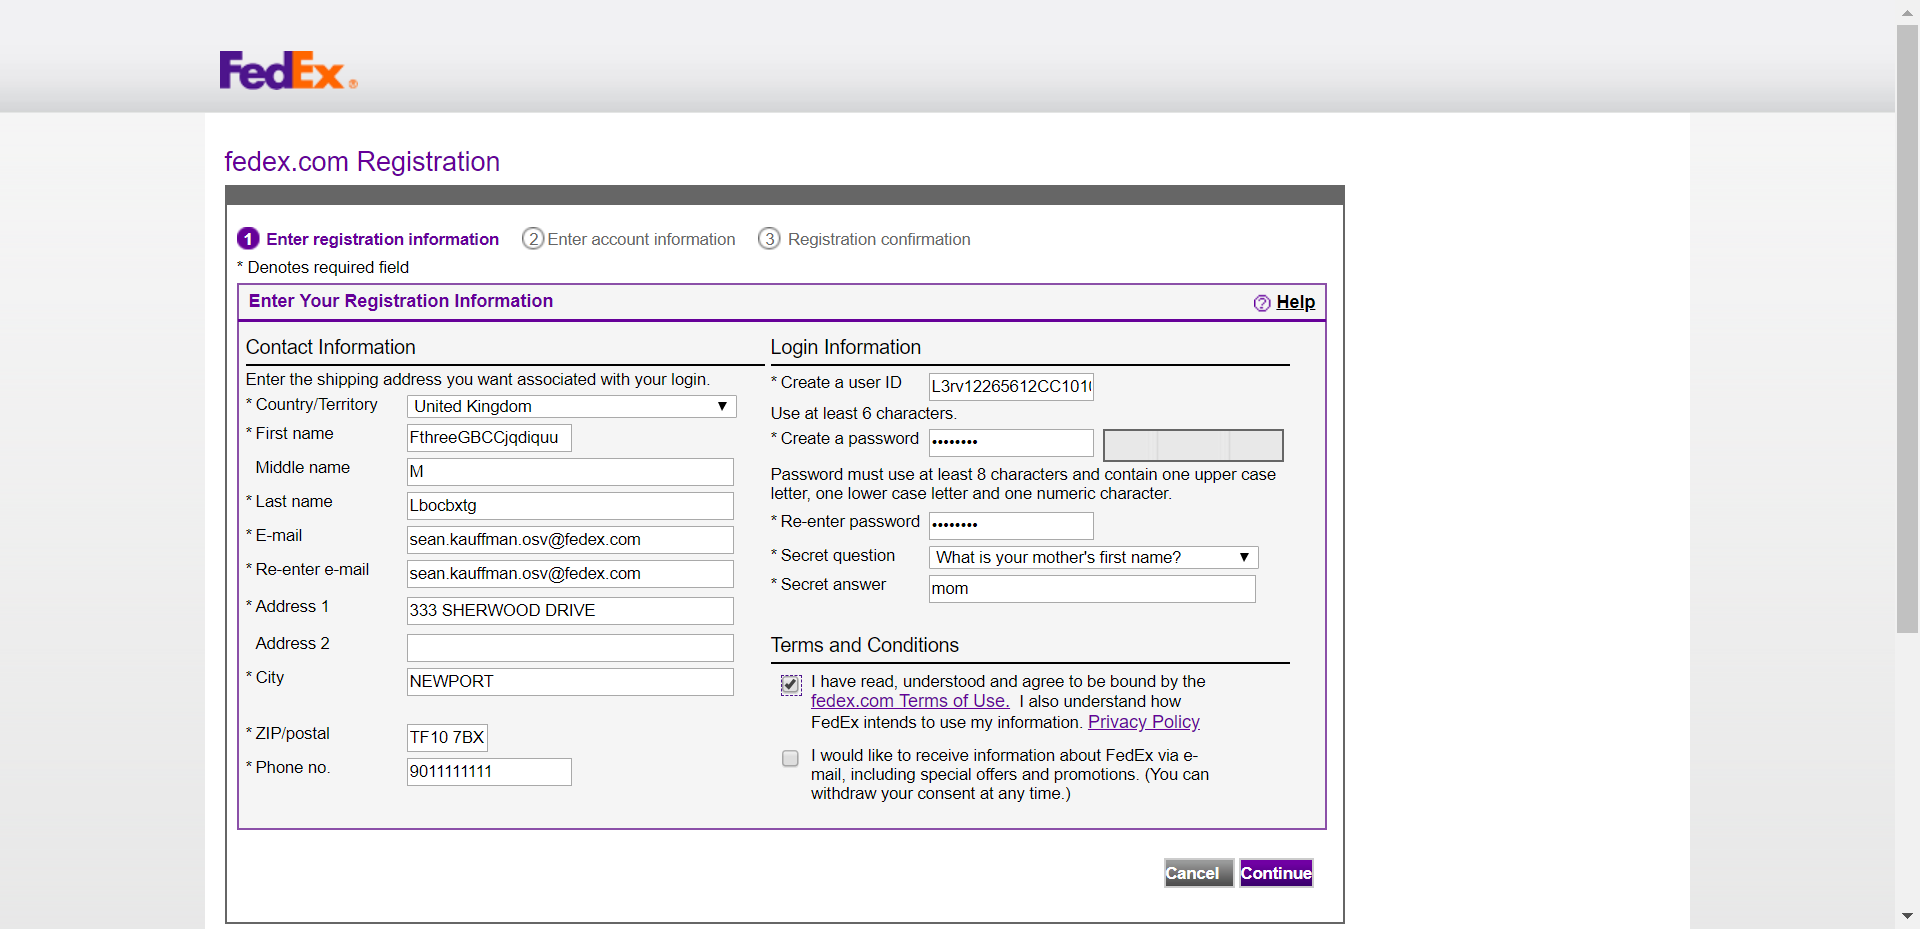 FedEx®
fedex.com Registration
1 Enter registration information 2 Enter account information 3 Registration confirmation
* Denotes required field
Enter Your Registration Information
? Help
Contact Information
Enter the shipping address you want associated with your login.
* Country/Territory United Kingdom
* First name FthreeGBCCjqdiquu
Middle name M
* Last name Lbocbxtg
* E-mail sean.kauffman.osv@fedex.com
* Re-enter e-mail sean.kauffman.osv@fedex.com
* Address 1 333 SHERWOOD DRIVE
Address 2
* City NEWPORT
* ZIP/postal TF10 7BX
* Phone no. 9011111111
Login Information
* Create a user ID L3rv12265612CC101
Use at least 6 characters.
* Create a password ••••••••
Password must use at least 8 characters and contain one upper case
letter, one lower case letter and one numeric character.
* Re-enter password ••••••••
* Secret question What is your mother's first name?
* Secret answer mom
Terms and Conditions
I have read, understood and agree to be bound by the
fedex.com Terms of Use. I also understand how
FedEx intends to use my information. Privacy Policy
I would like to receive information about FedEx via e-
mail, including special offers and promotions. (You can
withdraw your consent at any time.)
Cancel Continue